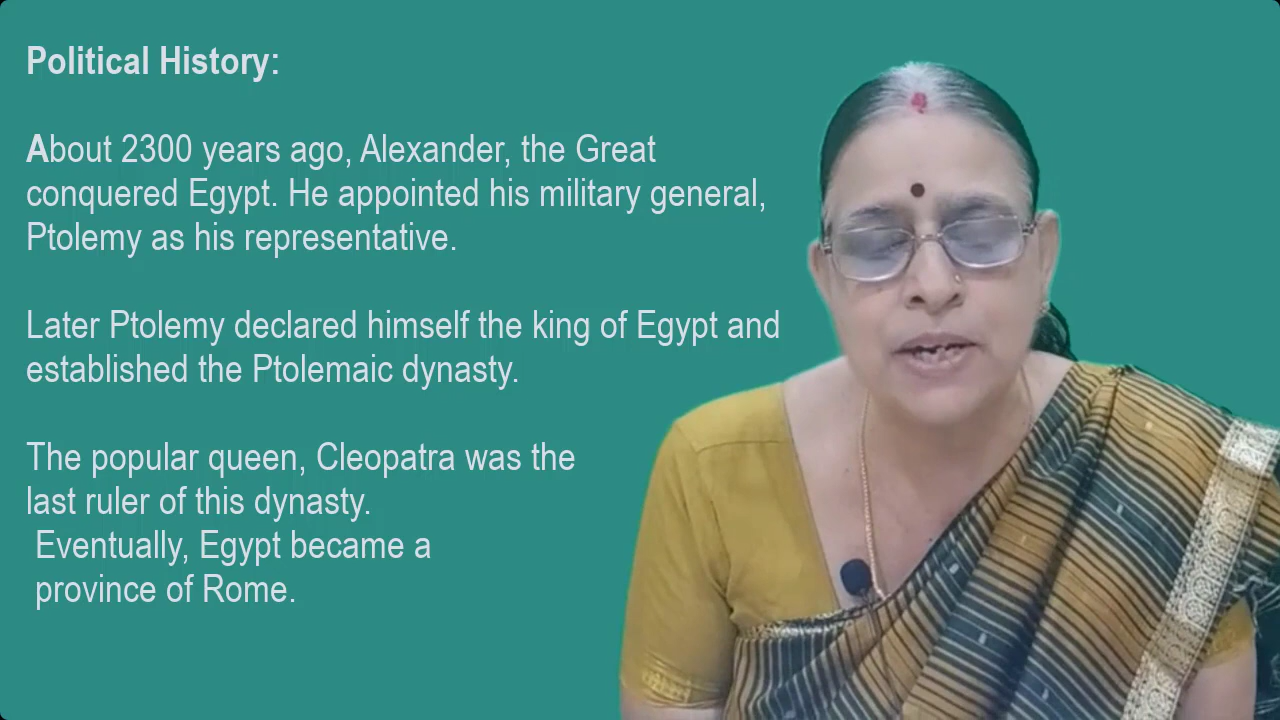 Political History:
About 2300 years ago, Alexander, the Great
conquered Egypt. He appointed his military general,
Ptolemy as his representative.
Later Ptolemy declared himself the king of Egypt and
established the Ptolemaic dynasty.
The popular queen, Cleopatra was the
last ruler of this dynasty.
Eventually, Egypt became a
province of Rome.